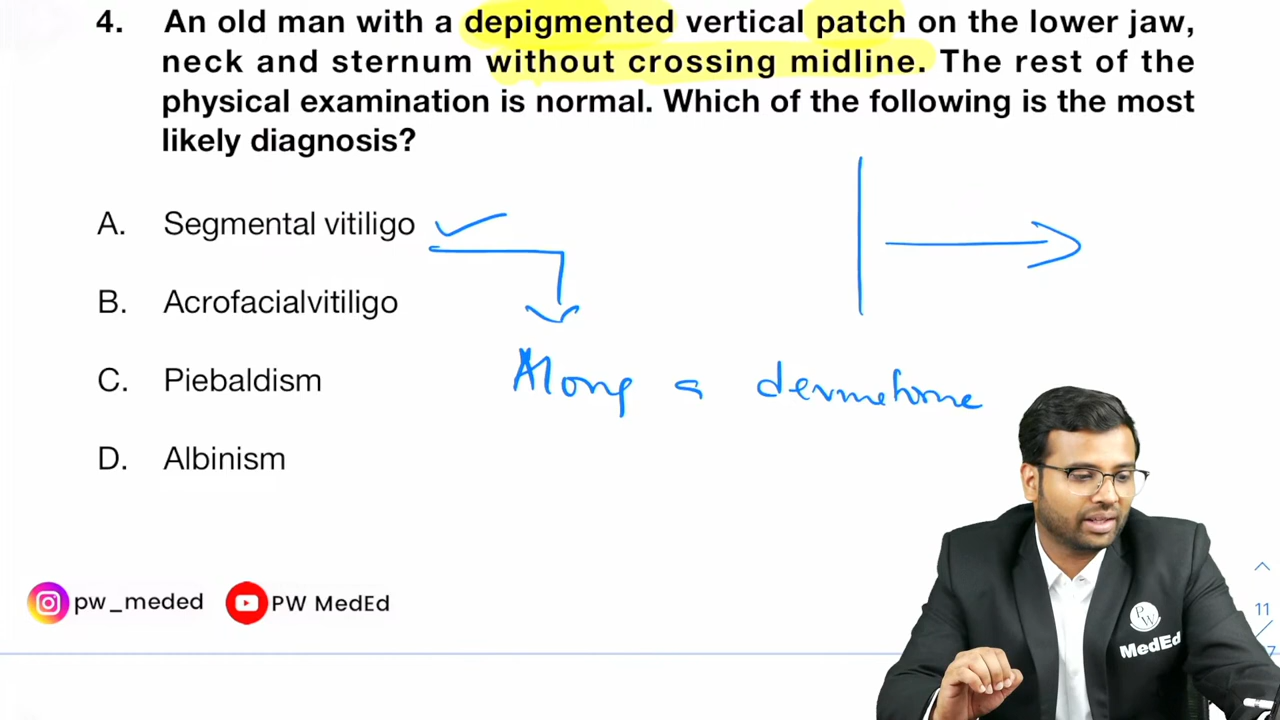 4. An old man with a depigmented vertical patch on the lower jaw,
neck and sternum without crossing midline. The rest of the
physical examination is normal. Which of the following is the most
likely diagnosis?
A. Segmental vitiligo
B. Acrofacialvitiligo
C. Piebaldism
D. Albinism
Along a dermetome
pw_meded PW MedEd
PW
MedEd
11